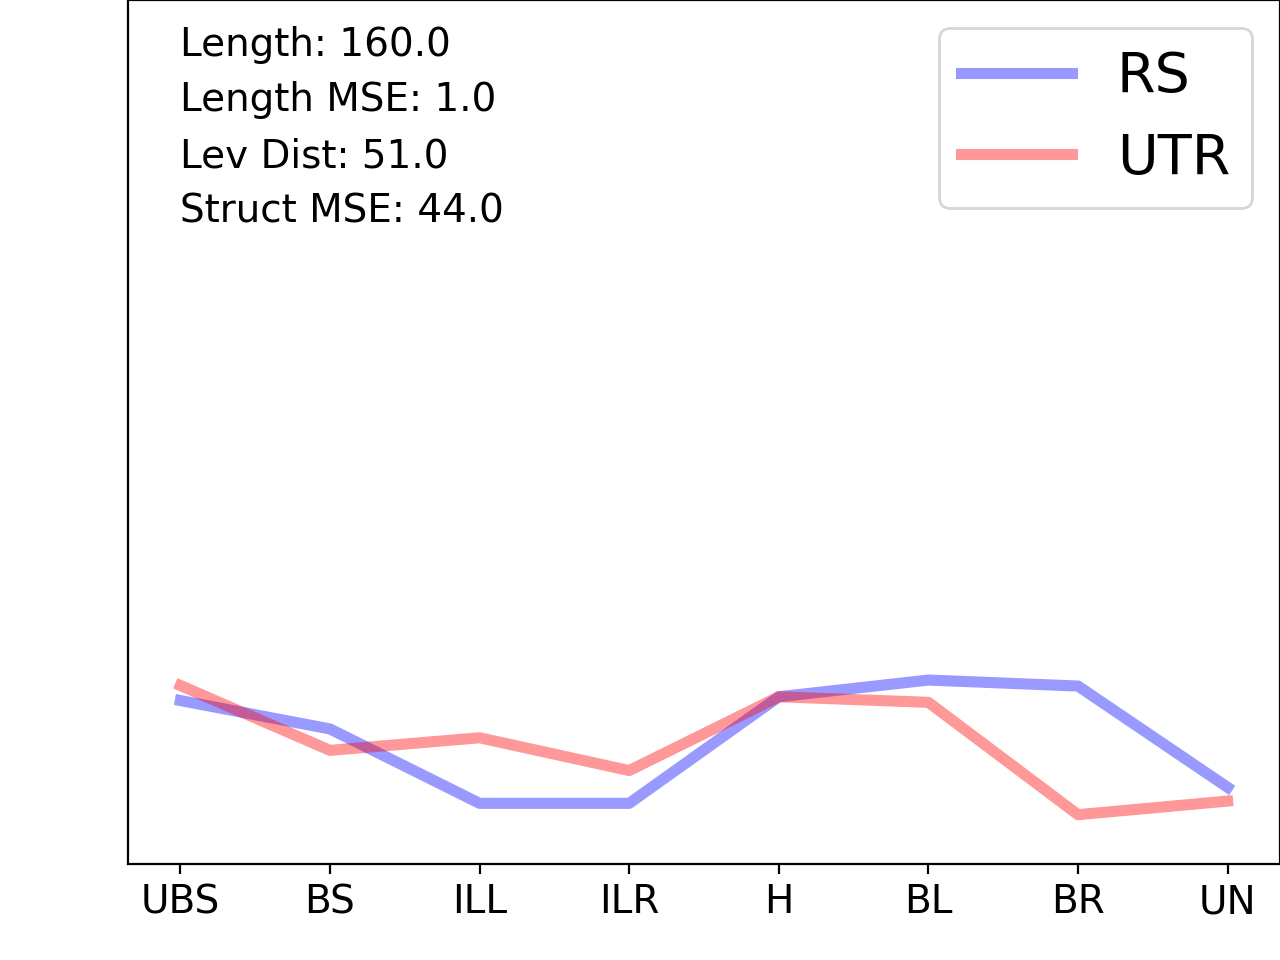 Length: 160.0
Length MSE: 1.0
Lev Dist: 51.0
Struct MSE: 44.0
RS
UTR
UBS BS ILL ILR H BL BR UN